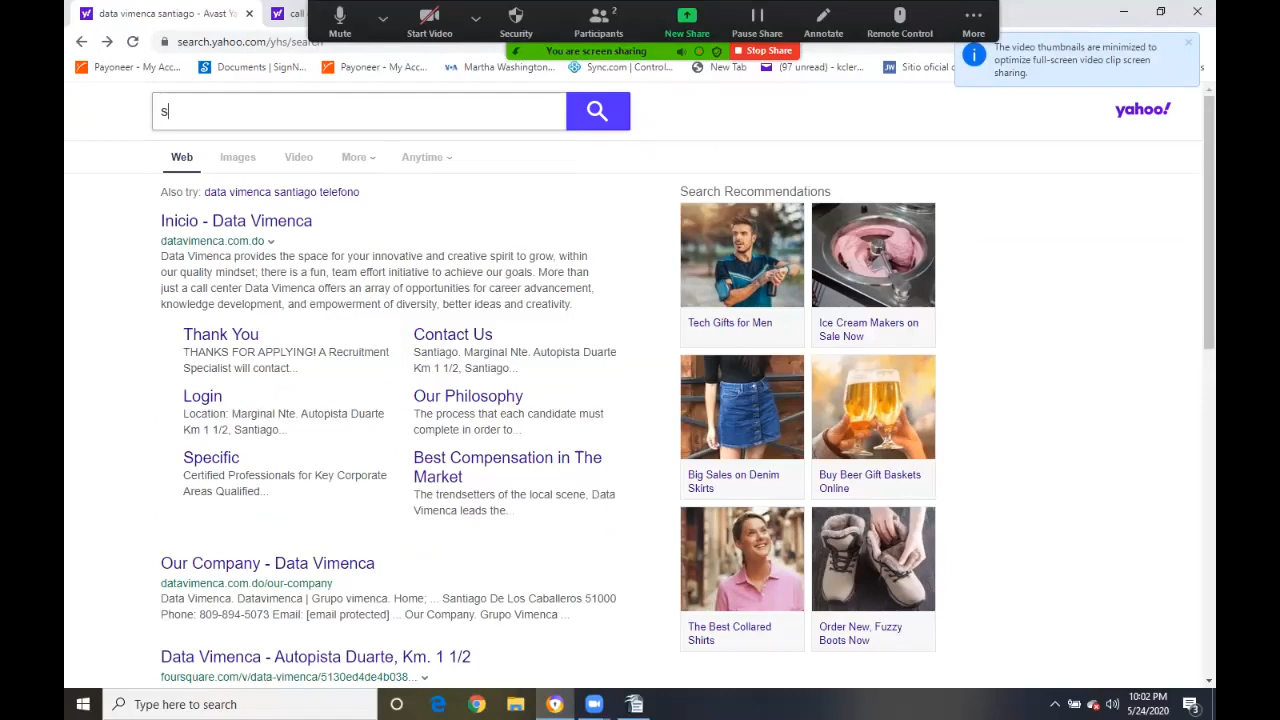 data vimenca santiago - Avast Ya
call
Mute
Start Video
Security
2
Participants
New Share
Pause Share
Annotate
Remote Control
More
You are screen sharing
Stop Share
The video thumbnails are minimized to
optimize full-screen video clip screen
sharing.
search.yahoo.com/yhs/search
Payoneer - My Acc...
Documents | SignN...
Payoneer - My Acc...
Martha Washington...
Sync.com | Control...
New Tab
(97 unread) - kcler...
Sitio oficial d
s
yahoo!
Web
Images
Video
More
Anytime
Also try: data vimenca santiago telefono
Inicio - Data Vimenca
datavimenca.com.do
Data Vimenca provides the space for your innovative and creative spirit to grow, within
our quality mindset; there is a fun, team effort initiative to achieve our goals. More than
just a call center Data Vimenca offers an array of opportunities for career advancement,
knowledge development, and empowerment of diversity, better ideas and creativity.
Thank You
THANKS FOR APPLYING! A Recruitment
Specialist will contact...
Contact Us
Santiago. Marginal Nte. Autopista Duarte
Km 1 1/2, Santiago...
Login
Location: Marginal Nte. Autopista Duarte
Km 1 1/2, Santiago...
Our Philosophy
The process that each candidate must
complete in order to...
Specific
Certified Professionals for Key Corporate
Areas Qualified...
Best Compensation in The
Market
The trendsetters of the local scene, Data
Vimenca leads the...
Our Company - Data Vimenca
datavimenca.com.do/our-company
Data Vimenca. Datavimenca | Grupo vimenca. Home; ... Santiago De Los Caballeros 51000
Phone: 809-894-5073 Email: [email protected] ... Our Company. Grupo Vimenca ...
Data Vimenca - Autopista Duarte, Km. 1 1/2
foursquare.com/v/data-vimenca/5130ed4de4b038...
Search Recommendations
Tech Gifts for Men
Ice Cream Makers on
Sale Now
Big Sales on Denim
Skirts
Buy Beer Gift Baskets
Online
The Best Collared
Shirts
Order New, Fuzzy
Boots Now
Type here to search
10:02 PM
5/24/2020
3